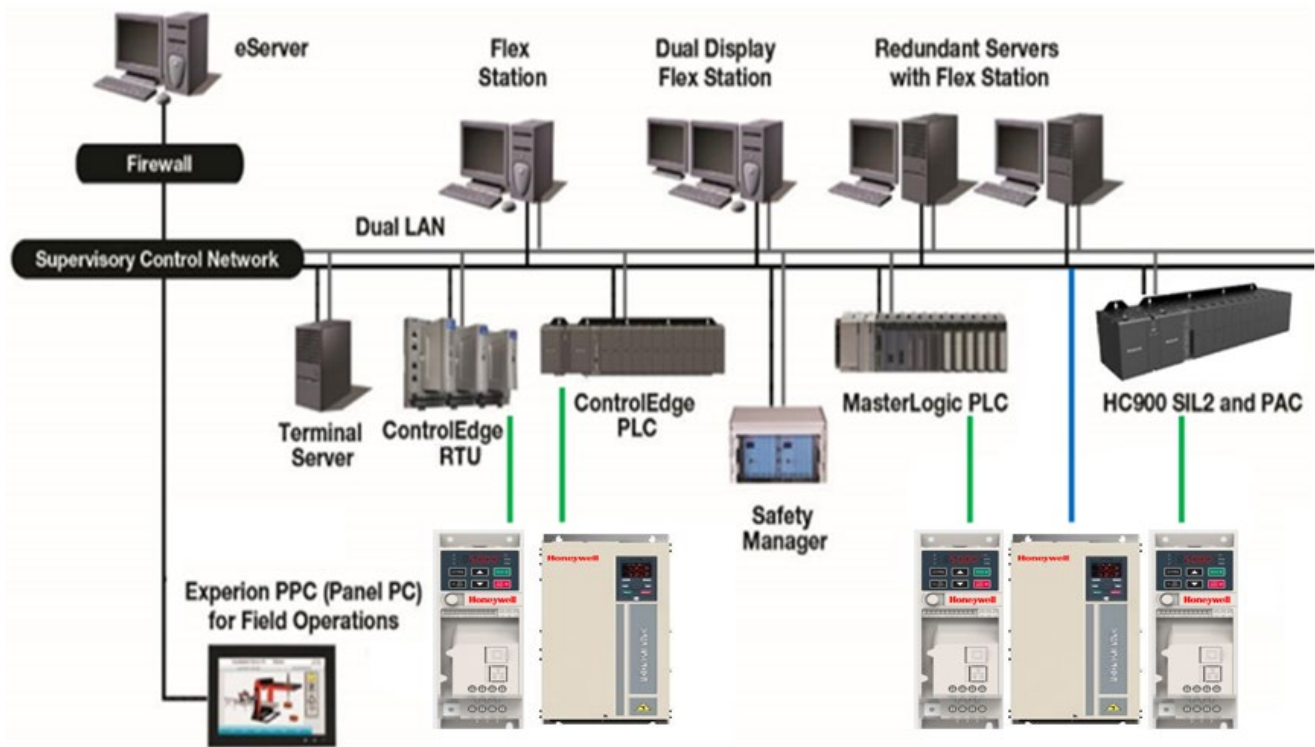 eServer
Flex
Station
Dual Display
Flex Station
Redundant Servers
with Flex Station
Firewall
Dual LAN
Supervisory Control Network
Terminal
Server
ControlEdge
RTU
ControlEdge
PLC
Safety
Manager
MasterLogic PLC
HC900 SIL2 and PAC
Experion PPC (Panel PC)
for Field Operations
Honeywell
Honeywell
Honeywell
Honeywell
Honeywell